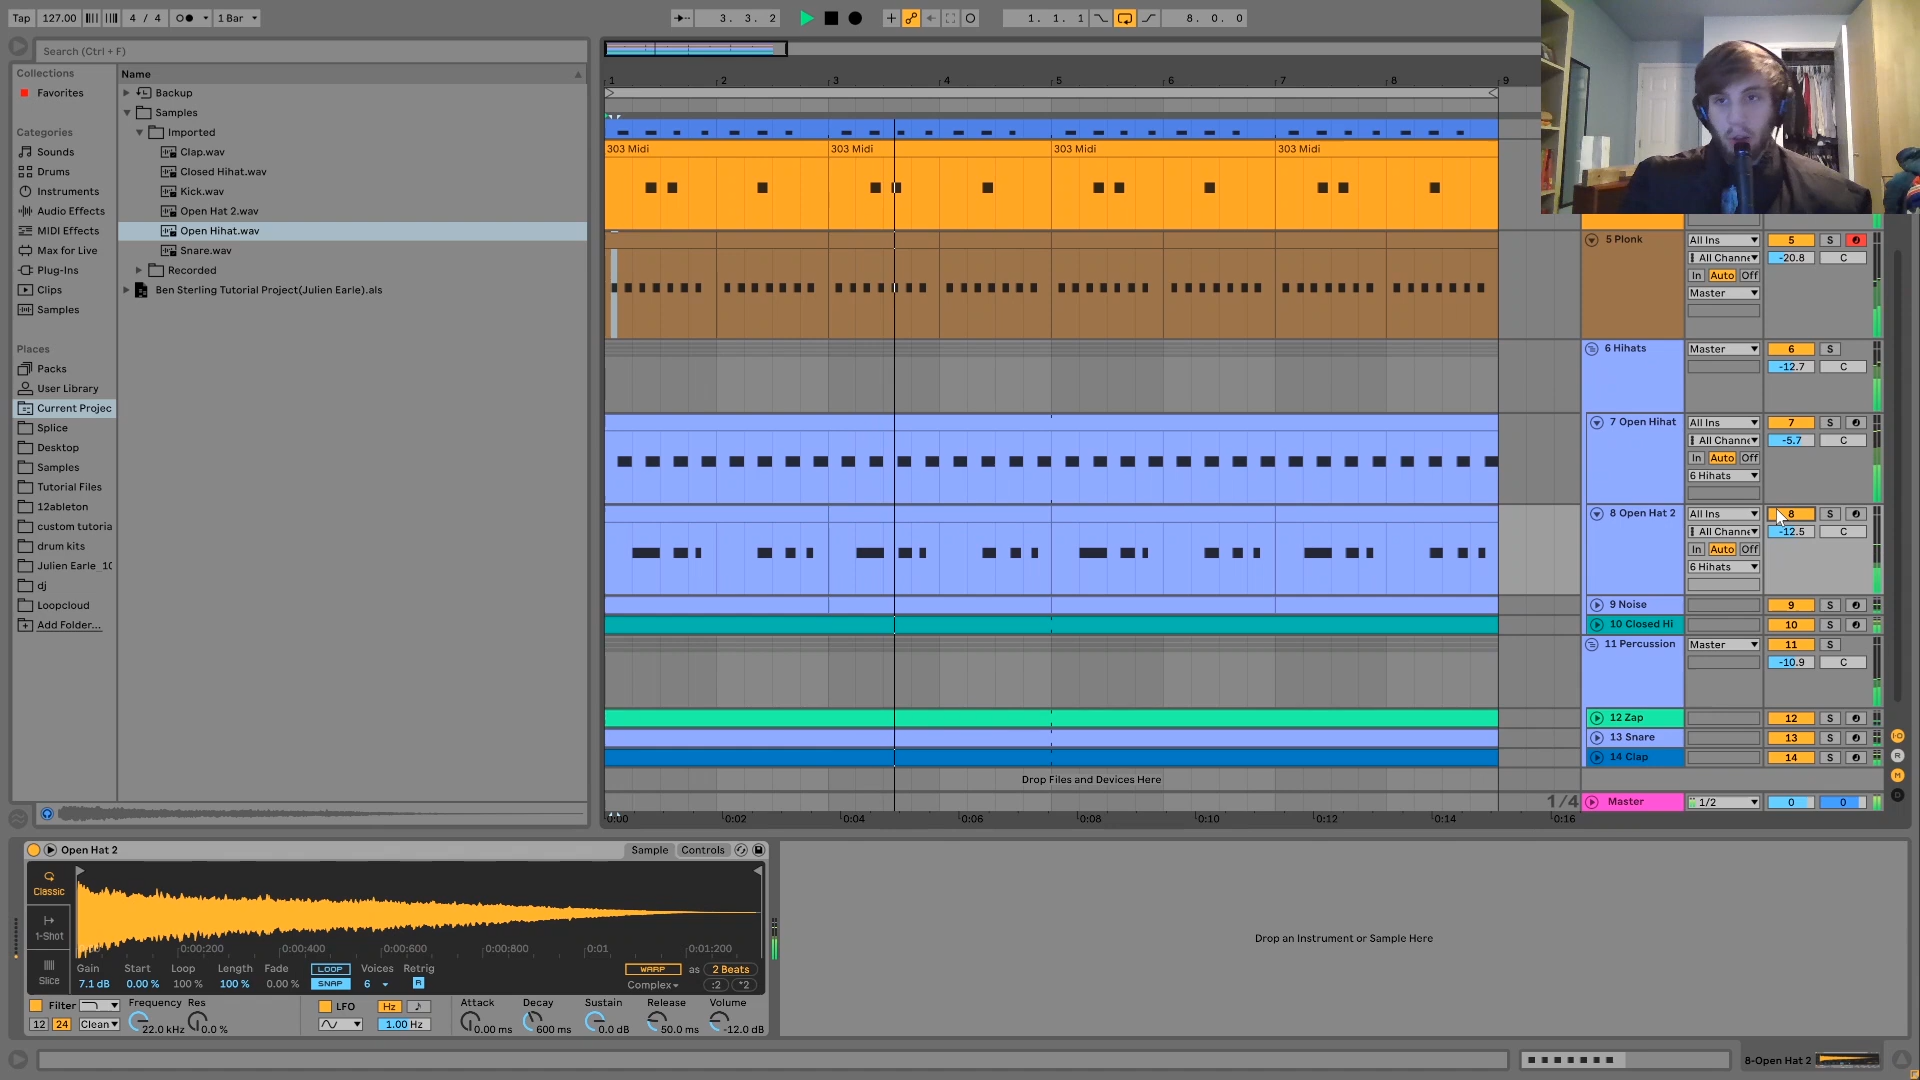 Tap 127.00 4 / 4 1 Bar 3. 3. 2 1. 1. 1 8. 0. 0
Search (Ctrl + F)
Collections
Favorites
Categories
Sounds
Drums
Instruments
Audio Effects
MIDI Effects
Max for Live
Plug-Ins
Clips
Samples
Places
Packs
User Library
Current Projec
Splice
Desktop
Samples
Tutorial Files
12ableton
custom tutoria
drum kits
Julien Earle_10
dj
Loopcloud
Add Folder...
Name
Backup
Samples
Imported
Clap.wav
Closed Hihat.wav
Kick.wav
Open Hat 2.wav
Open Hihat.wav
Snare.wav
Recorded
Ben Sterling Tutorial Project(Julien Earle).als
1 2 3 4 5 6 7 8 9
303 Midi 303 Midi 303 Midi 303 Midi
5 Plonk All Ins 5 S
All Channe -20.8 C
In Auto Off
Master
6 Hihats Master 6 S
-12.7 C
7 Open Hihat All Ins 7 S
All Channe -5.7 C
In Auto Off
6 Hihats
8 Open Hat 2 All Ins 8 S
All Channe -12.5 C
In Auto Off
6 Hihats
9 Noise 9 S
10 Closed Hi 10 S
11 Percussion Master 11 S
-10.9 C
12 Zap 12 S
13 Snare 13 S
14 Clap 14 S
Drop Files and Devices Here
1/4 Master 1/2 0 0
0:00 0:02 0:04 0:06 0:08 0:10 0:12 0:14 0:16
R
M
D
Open Hat 2 Sample Controls
Classic
1-Shot
Slice
0:00:200 0:00:400 0:00:600 0:00:800 0:01 0:01:200
Gain Start Loop Length Fade LOOP Voices Retrig WARP as 2 Beats
7.1 dB 0.00 % 100 % 100 % 0.00 % SNAP 6 R Complex :2 *2
Filter Frequency Res LFO Hz Attack Decay Sustain Release Volume
12 24 Clean 22.0 kHz 0.0 % 1.00 Hz 0.00 ms 600 ms 0.0 dB 50.0 ms -12.0 dB
Drop an Instrument or Sample Here
8-Open Hat 2